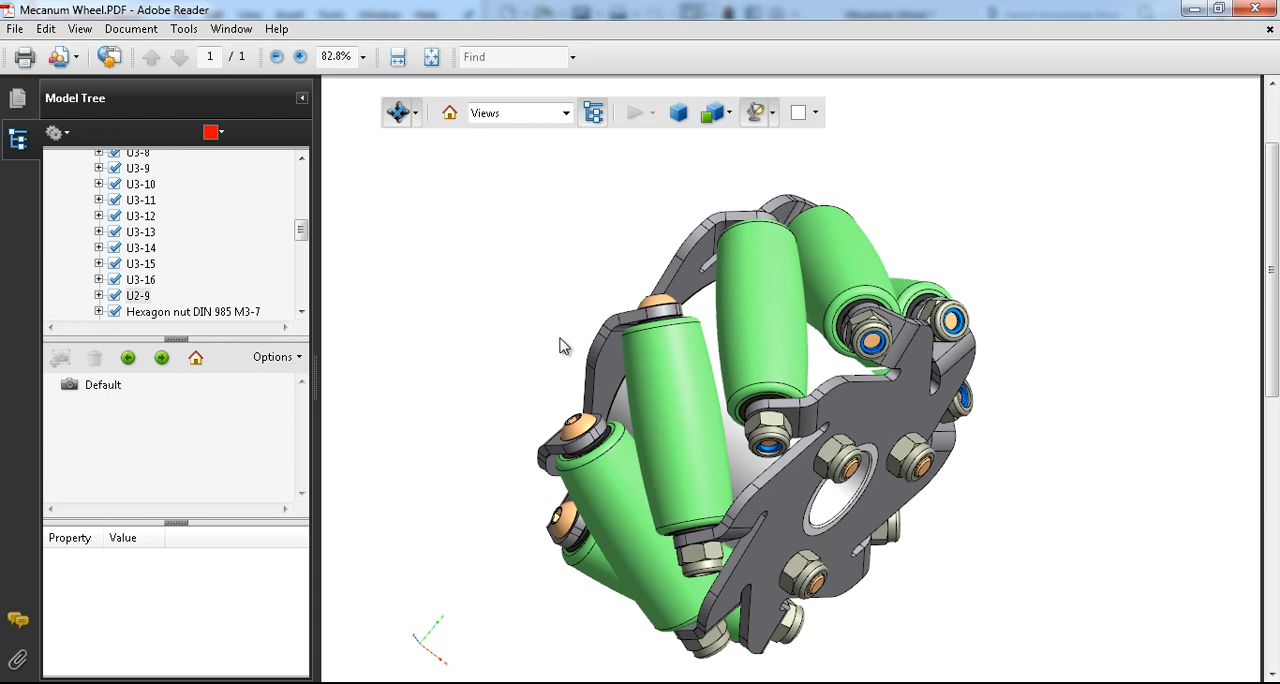 Mecanum Wheel.PDF - Adobe Reader
File Edit View Document Tools Window Help
1 / 1 82.8% Find
Model Tree
Views
U3-8
U3-9
U3-10
U3-11
U3-12
U3-13
U3-14
U3-15
U3-16
U2-9
Hexagon nut DIN 985 M3-7
Options
Default
Property Value